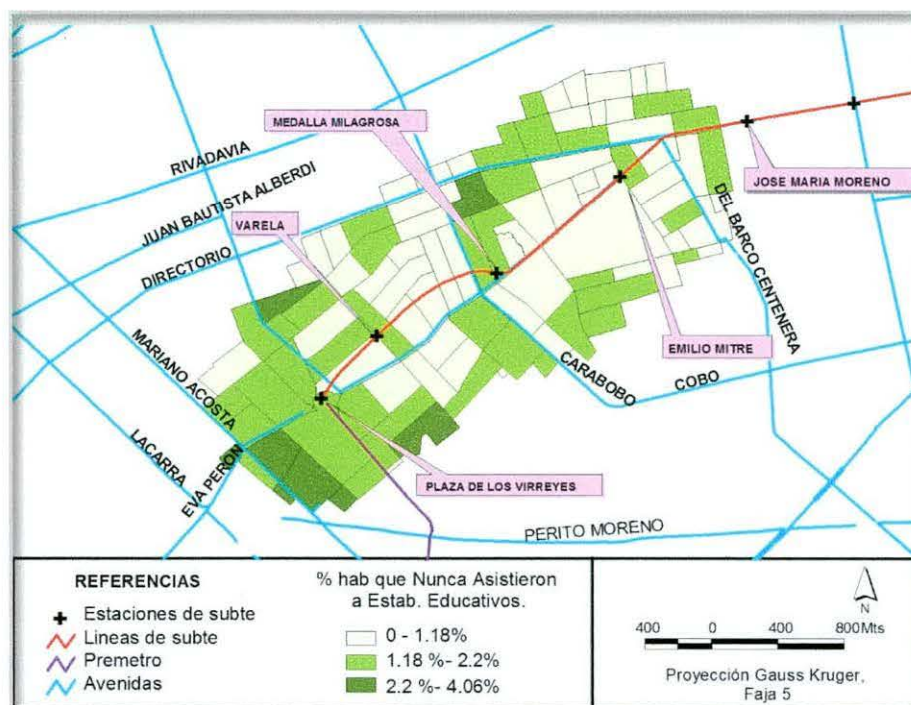 MEDALLA MILAGROSA
RIVADAVIA
JUAN BAUTISTA ALBERDI
JOSE MARIA MORENO
VARELA
DIRECTORIO
DEL BARCO CENTENERA
EMILIO MITRE
MARIANO ACOSTA
CARABOBO
COBO
LACARRA
EVA PERON
PLAZA DE LOS VIRREYES
PERITO MORENO
REFERENCIAS
Estaciones de subte
Lineas de subte
Premetro
Avenidas
% hab que Nunca Asistieron
a Estab. Educativos.
0 - 1.18%
1.18 %- 2.2%
2.2 %- 4.06%
N
400 0 400 800 Mts
Proyección Gauss Kruger,
Faja 5